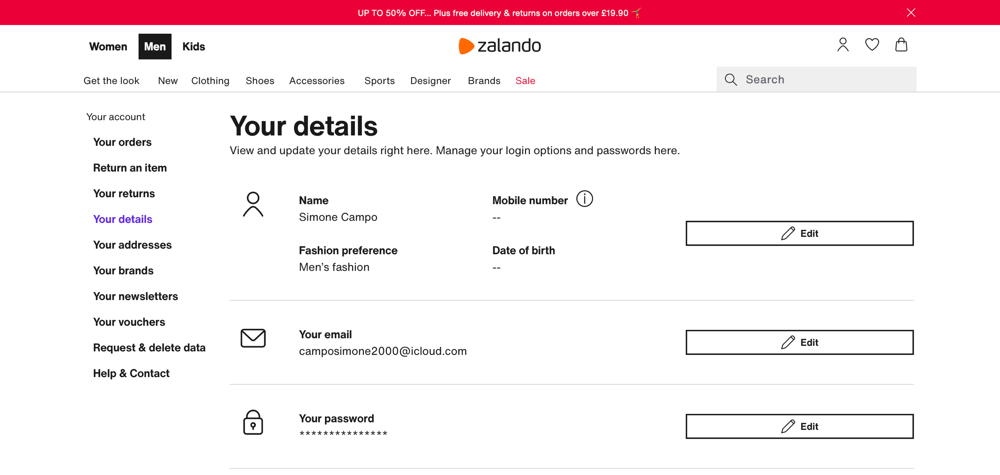 UP TO 50% OFF... Plus free delivery & returns on orders over £19.90
Women Men Kids
zalando
Get the look New Clothing Shoes Accessories Sports Designer Brands Sale
Search
Your account
Your orders
Return an item
Your returns
Your details
Your addresses
Your brands
Your newsletters
Your vouchers
Request & delete data
Help & Contact
Your details
View and update your details right here. Manage your login options and passwords here.
Name
Simone Campo
Mobile number
--
Fashion preference
Men’s fashion
Date of birth
--
Edit
Your email
camposimone2000@icloud.com
Edit
Your password
***************
Edit